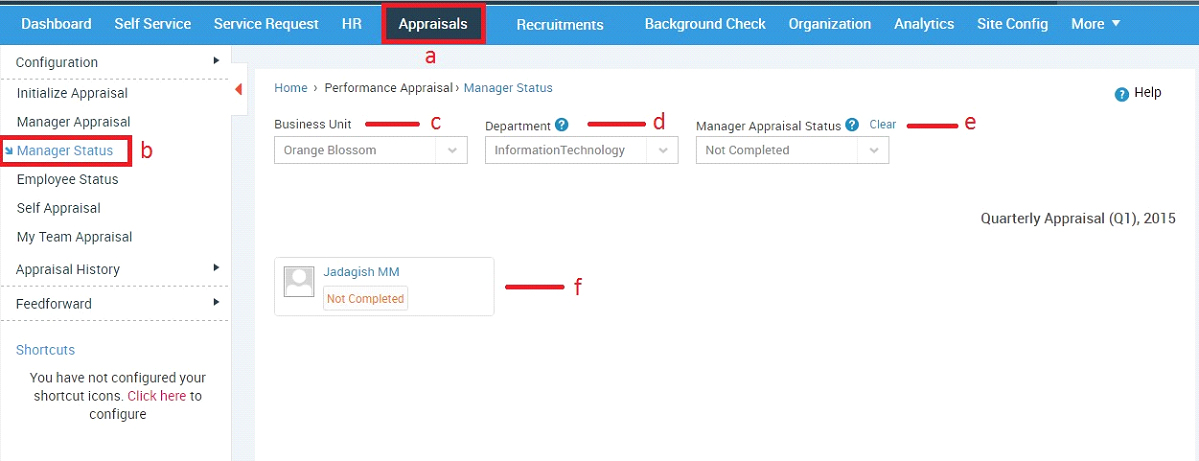 Dashboard Self Service Service Request HR Appraisals Recruitments Background Check Organization Analytics Site Config More
a
Configuration
Initialize Appraisal
Manager Appraisal
Manager Status
b
Employee Status
Self Appraisal
My Team Appraisal
Appraisal History
Feedforward
Shortcuts
You have not configured your
shortcut icons. Click here to
configure
Home › Performance Appraisal › Manager Status
Help
Business Unit c Department ? d Manager Appraisal Status ? Clear e
Orange Blossom InformationTechnology Not Completed
Quarterly Appraisal (Q1), 2015
Jadagish MM
Not Completed
f